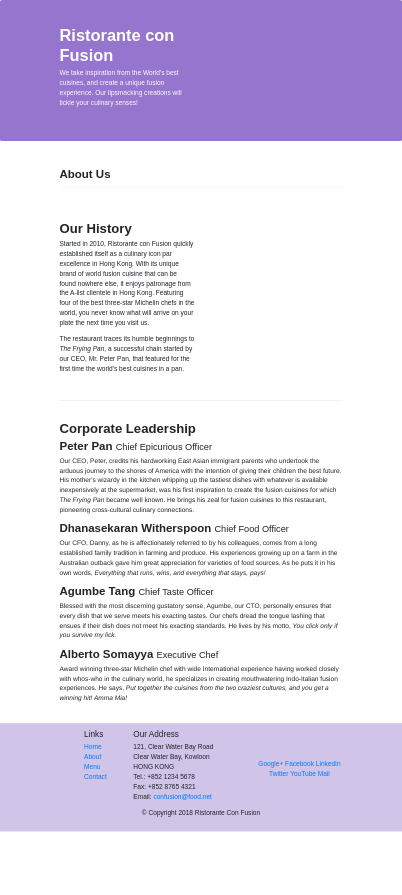 Ristorante con
Fusion
We take inspiration from the World's best
cuisines, and create a unique fusion
experience. Our lipsmacking creations will
tickle your culinary senses!
About Us
Our History
Started in 2010, Ristorante con Fusion quickly
established itself as a culinary icon par
excellence in Hong Kong. With its unique
brand of world fusion cuisine that can be
found nowhere else, it enjoys patronage from
the A-list clientele in Hong Kong. Featuring
four of the best three-star Michelin chefs in the
world, you never know what will arrive on your
plate the next time you visit us.
The restaurant traces its humble beginnings to
The Frying Pan, a successful chain started by
our CEO, Mr. Peter Pan, that featured for the
first time the world's best cuisines in a pan.
Corporate Leadership
Peter Pan Chief Epicurious Officer
Our CEO, Peter, credits his hardworking East Asian immigrant parents who undertook the
arduous journey to the shores of America with the intention of giving their children the best future.
His mother's wizardy in the kitchen whipping up the tastiest dishes with whatever is available
inexpensively at the supermarket, was his first inspiration to create the fusion cuisines for which
The Frying Pan became well known. He brings his zeal for fusion cuisines to this restaurant,
pioneering cross-cultural culinary connections.
Dhanasekaran Witherspoon Chief Food Officer
Our CFO, Danny, as he is affectionately referred to by his colleagues, comes from a long
established family tradition in farming and produce. His experiences growing up on a farm in the
Australian outback gave him great appreciation for varieties of food sources. As he puts it in his
own words, Everything that runs, wins, and everything that stays, pays!
Agumbe Tang Chief Taste Officer
Blessed with the most discerning gustatory sense, Agumbe, our CTO, personally ensures that
every dish that we serve meets his exacting tastes. Our chefs dread the tongue lashing that
ensues if their dish does not meet his exacting standards. He lives by his motto, You click only if
you survive my lick.
Alberto Somayya Executive Chef
Award winning three-star Michelin chef with wide International experience having worked closely
with whos-who in the culinary world, he specializes in creating mouthwatering Indo-Italian fusion
experiences. He says, Put together the cuisines from the two craziest cultures, and you get a
winning hit! Amma Mia!
Links
Home
About
Menu
Contact
Our Address
121, Clear Water Bay Road
Clear Water Bay, Kowloon
HONG KONG
Tel.: +852 1234 5678
Fax: +852 8765 4321
Email: confusion@food.net
Google+ Facebook LinkedIn
Twitter YouTube Mail
© Copyright 2018 Ristorante Con Fusion